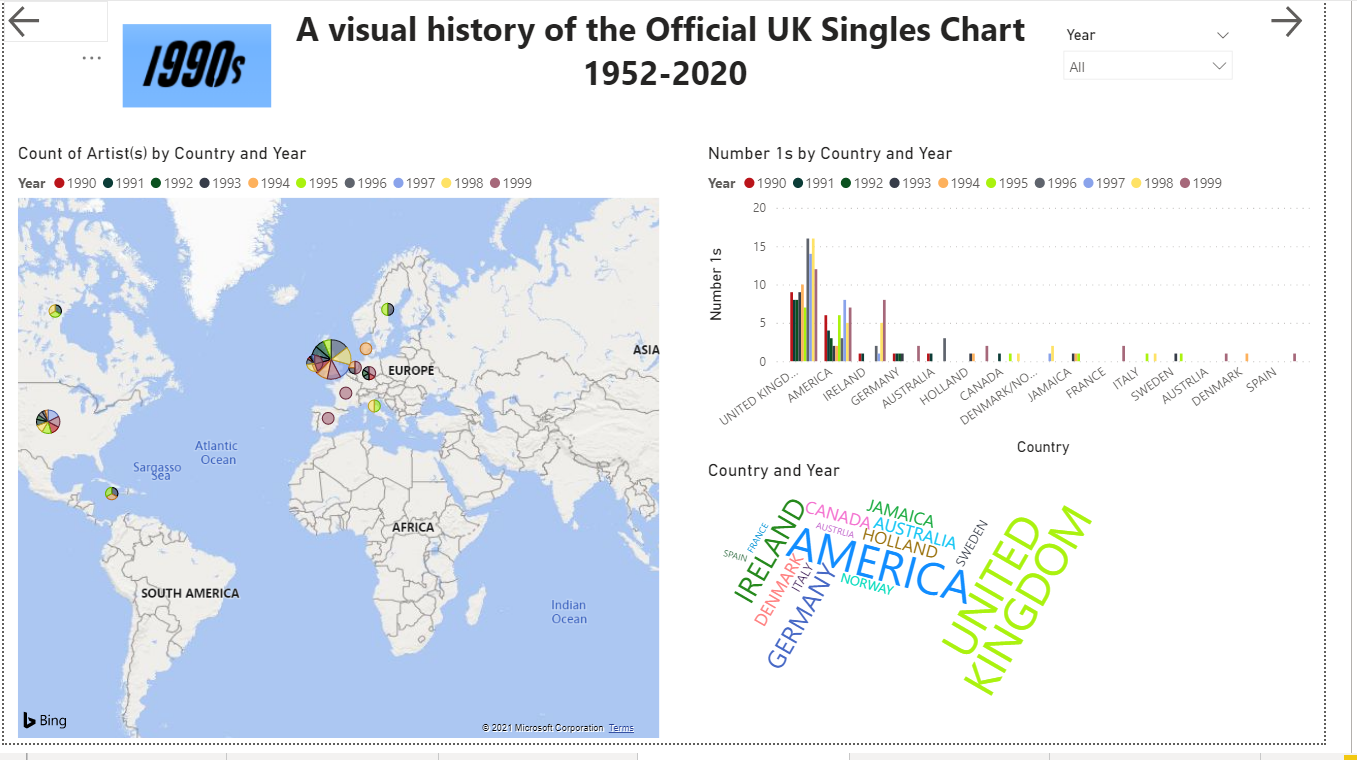 1990s
A visual history of the Official UK Singles Chart
1952-2020
Year
All
Count of Artist(s) by Country and Year
Year 1990 1991 1992 1993 1994 1995 1996 1997 1998 1999
ASIA
EUROPE
Atlantic
Ocean
Sargasso
Sea
AFRICA
SOUTH AMERICA
Indian
Ocean
Bing
© 2021 Microsoft Corporation Terms
Number 1s by Country and Year
Year 1990 1991 1992 1993 1994 1995 1996 1997 1998 1999
Number 1s
20
15
10
5
0
UNITED KINGD...
AMERICA
IRELAND
GERMANY
AUSTRALIA
HOLLAND
CANADA
DENMARK/NO...
JAMAICA
FRANCE
ITALY
SWEDEN
AUSTRLIA
DENMARK
SPAIN
Country
Country and Year
JAMAICA
CANADA
AUSTRALIA
AUSTRLIA
HOLLAND
SWEDEN
FRANCE
SPAIN
IRELAND
AMERICA
DENMARK
ITALY
NORWAY
GERMANY
UNITED
KINGDOM